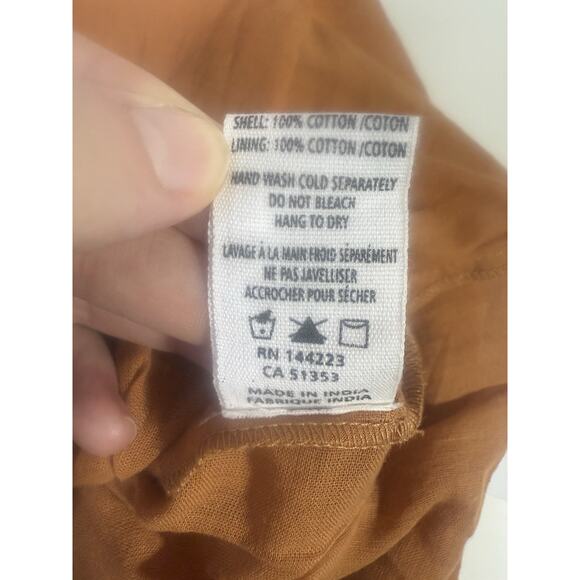 SHELL: 100% COTTON /COTON
LINING: 100% COTTON /COTON
HAND WASH COLD SEPARATELY
DO NOT BLEACH
HANG TO DRY
LAVAGE À LA MAIN FROID SÉPARÉMENT
NE PAS JAVELLISER
ACCROCHER POUR SÉCHER
RN 144223
CA 51353
MADE IN INDIA
FABRIQUE INDIA